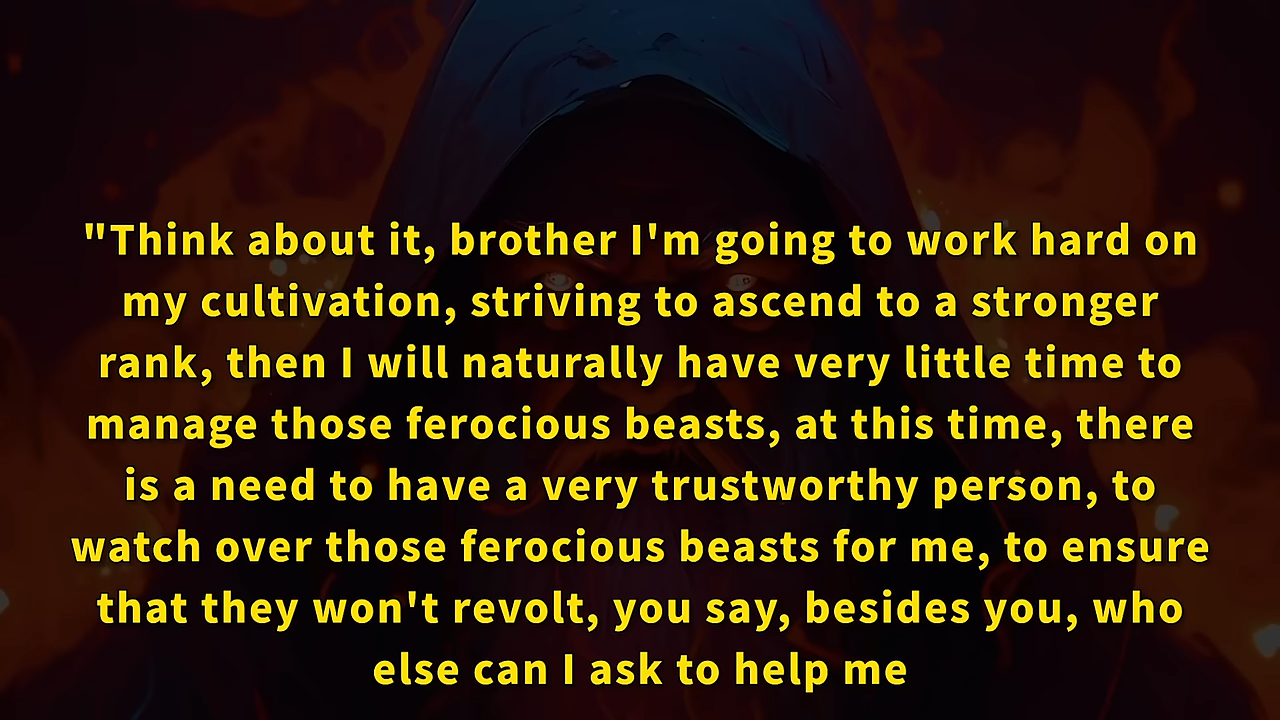 "Think about it, brother I'm going to work hard on
my cultivation, striving to ascend to a stronger
rank, then I will naturally have very little time to
manage those ferocious beasts, at this time, there
is a need to have a very trustworthy person, to
watch over those ferocious beasts for me, to ensure
that they won't revolt, you say, besides you, who
else can I ask to help me